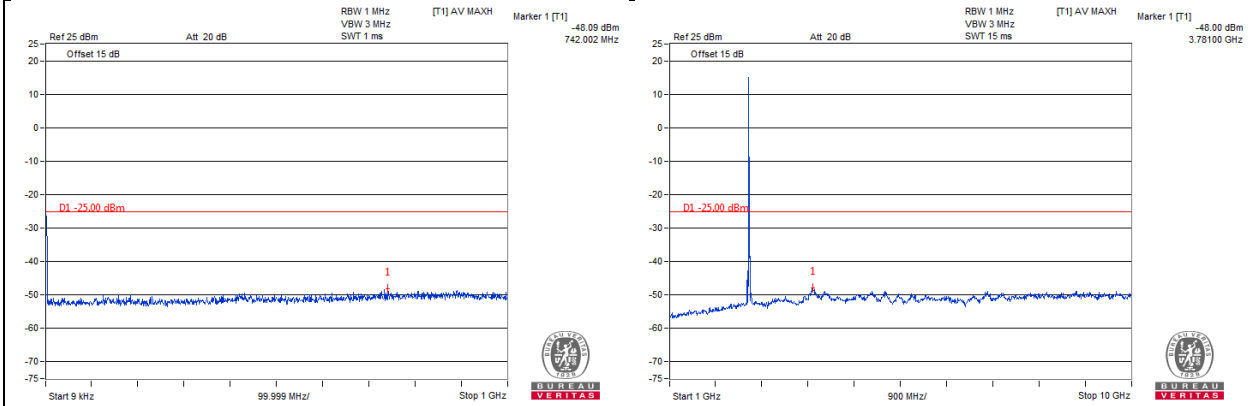 RBW 1 MHz [T1] AV MAXH Marker 1 [T1]
VBW 3 MHz -48.09 dBm
Ref 25 dBm Att 20 dB SWT 1 ms 742.002 MHz
25
Offset 15 dB
20
10
0
-10
-20
D1 -25.00 dBm
-30
-40
1
-50
-60
-70
-75
Start 9 kHz 99.999 MHz/ Stop 1 GHz
BUREAU VERITAS
1828
BUREAU
VERITAS
RBW 1 MHz [T1] AV MAXH Marker 1 [T1]
VBW 3 MHz -48.00 dBm
Ref 25 dBm Att 20 dB SWT 15 ms 3.78100 GHz
25
Offset 15 dB
20
10
0
-10
-20
D1 -25.00 dBm
-30
-40
1
-50
-60
-70
-75
Start 1 GHz 900 MHz/ Stop 10 GHz
BUREAU VERITAS
1828
BUREAU
VERITAS